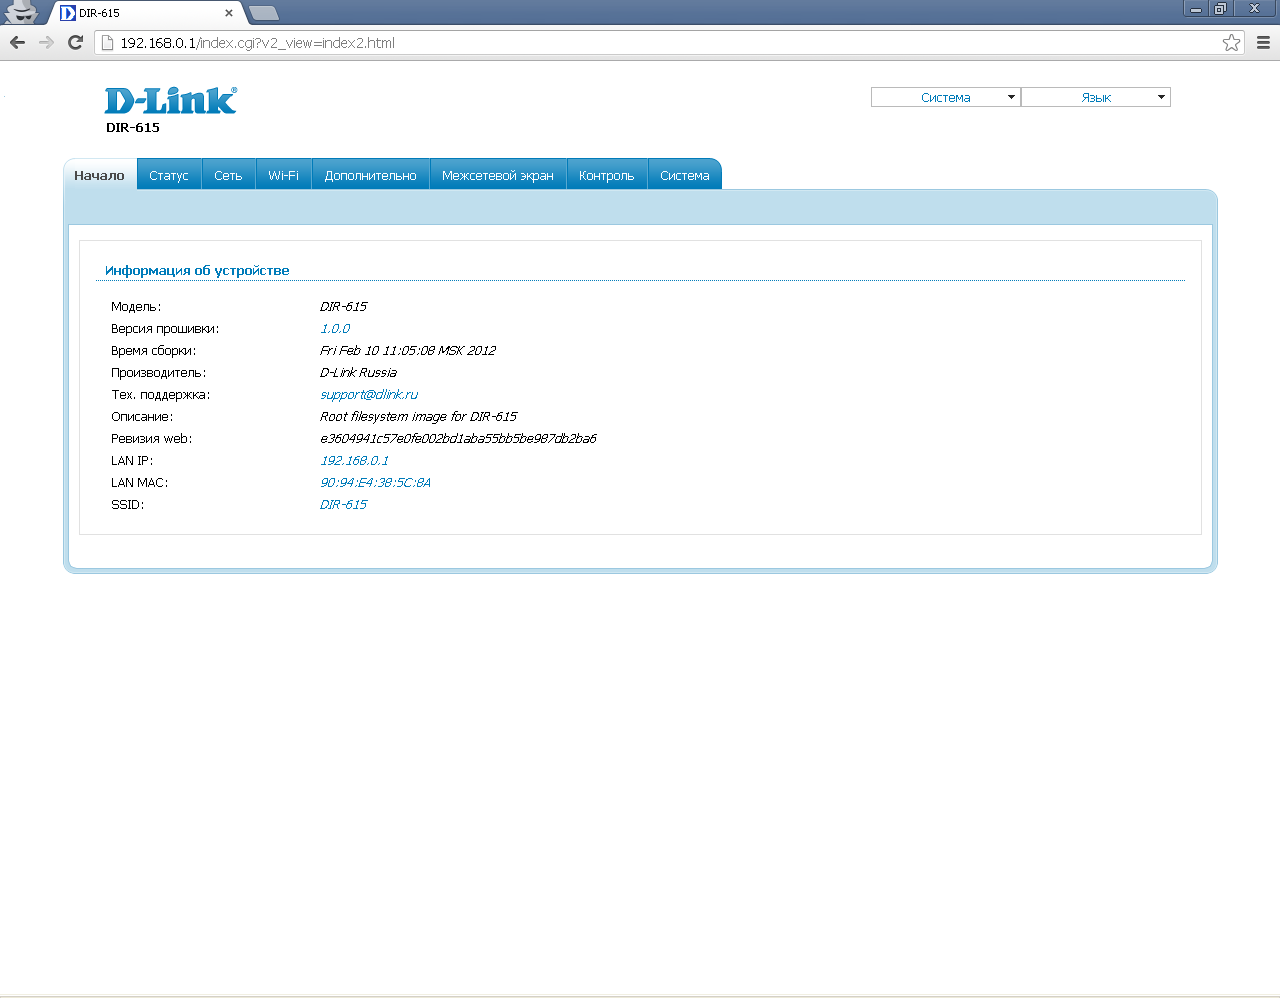 DIR-615
192.168.0.1/index.cgi?v2_view=index2.html
D-Link®
DIR-615
Система
Язык
Начало Статус Сеть Wi-Fi Дополнительно Межсетевой экран Контроль Система
Информация об устройстве
Модель: DIR-615
Версия прошивки: 1.0.0
Время сборки: Fri Feb 10 11:05:08 MSK 2012
Производитель: D-Link Russia
Тех. поддержка: support@dlink.ru
Описание: Root filesystem image for DIR-615
Ревизия web: e3604941c57e0fe002bd1aba55bb5be987db2ba6
LAN IP: 192.168.0.1
LAN MAC: 90:94:E4:38:5C:8A
SSID: DIR-615